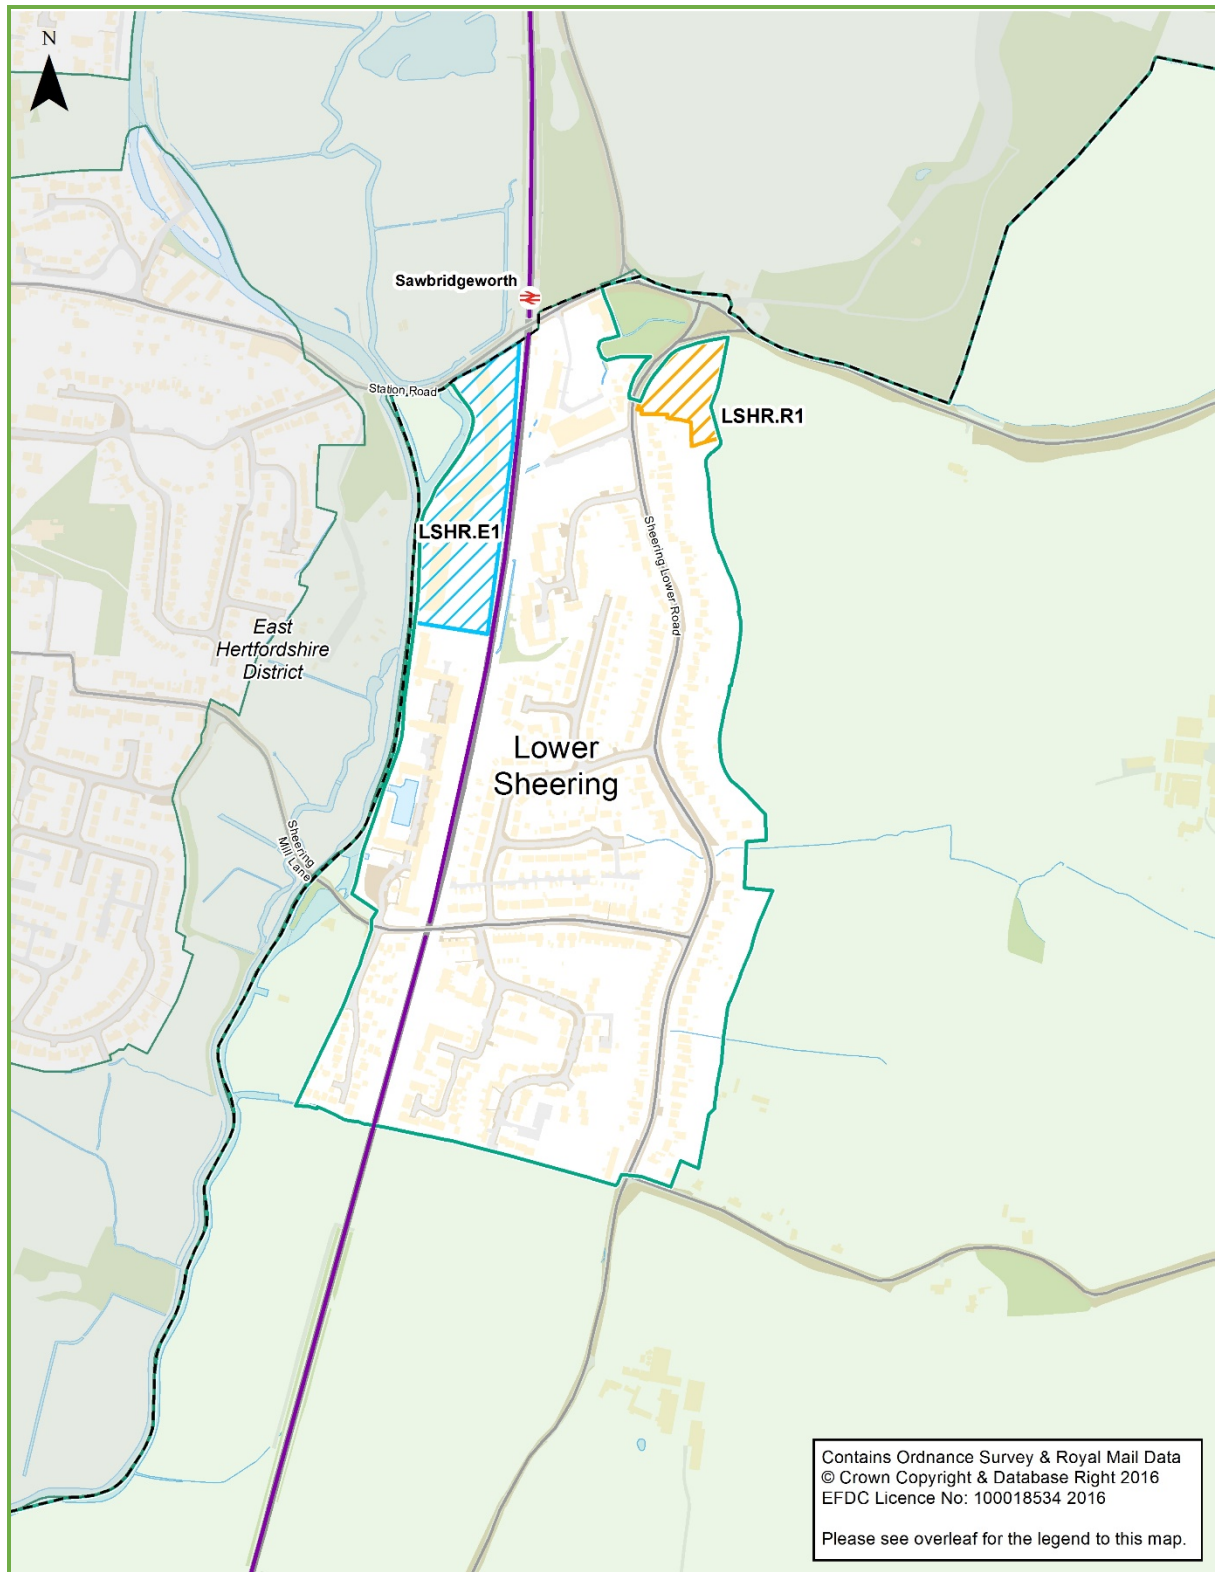 N
Sawbridgeworth
Station Road
LSHR.R1
LSHR.E1
Sheering Lower Road
East
Hertfordshire
District
Lower
Sheering
Sheering
Mill Lane
Contains Ordnance Survey & Royal Mail Data
© Crown Copyright & Database Right 2016
EFDC Licence No: 100018534 2016
Please see overleaf for the legend to this map.